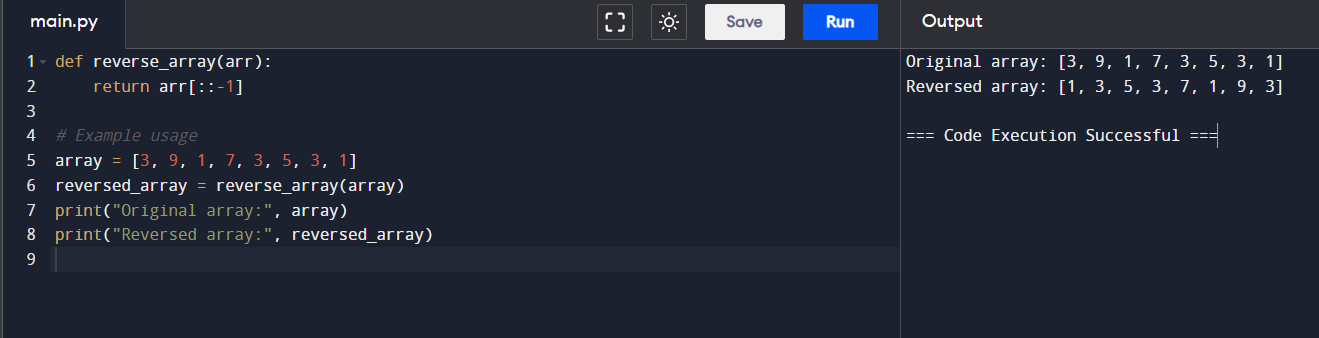 main.py
Save
Run
Output
1 def reverse_array(arr):
2     return arr[::-1]
3
4 # Example usage
5 array = [3, 9, 1, 7, 3, 5, 3, 1]
6 reversed_array = reverse_array(array)
7 print("Original array:", array)
8 print("Reversed array:", reversed_array)
9
Original array: [3, 9, 1, 7, 3, 5, 3, 1]
Reversed array: [1, 3, 5, 3, 7, 1, 9, 3]
=== Code Execution Successful ===